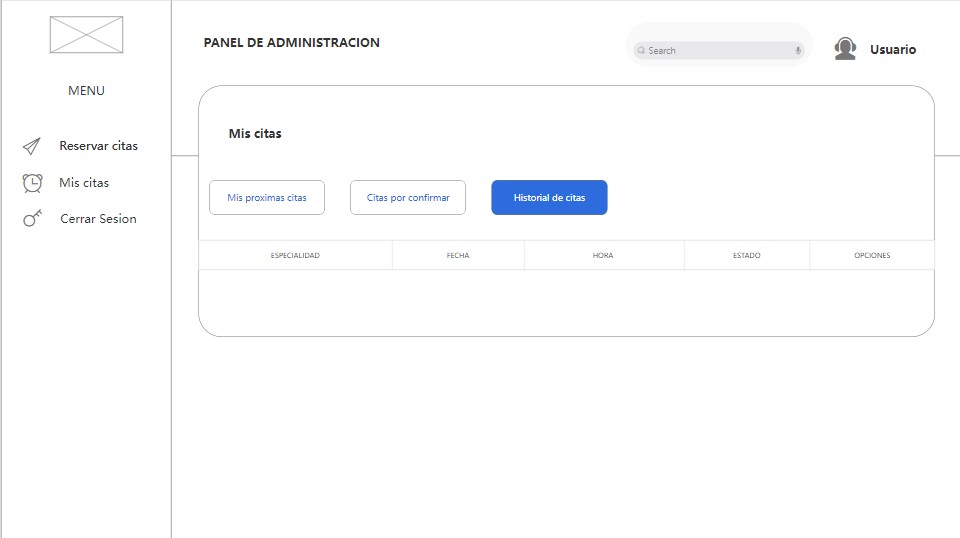 PANEL DE ADMINISTRACION
Search
Usuario
MENU
Reservar citas
Mis citas
Cerrar Sesion
Mis citas
Mis proximas citas
Citas por confirmar
Historial de citas
ESPECIALIDAD
FECHA
HORA
ESTADO
OPCIONES